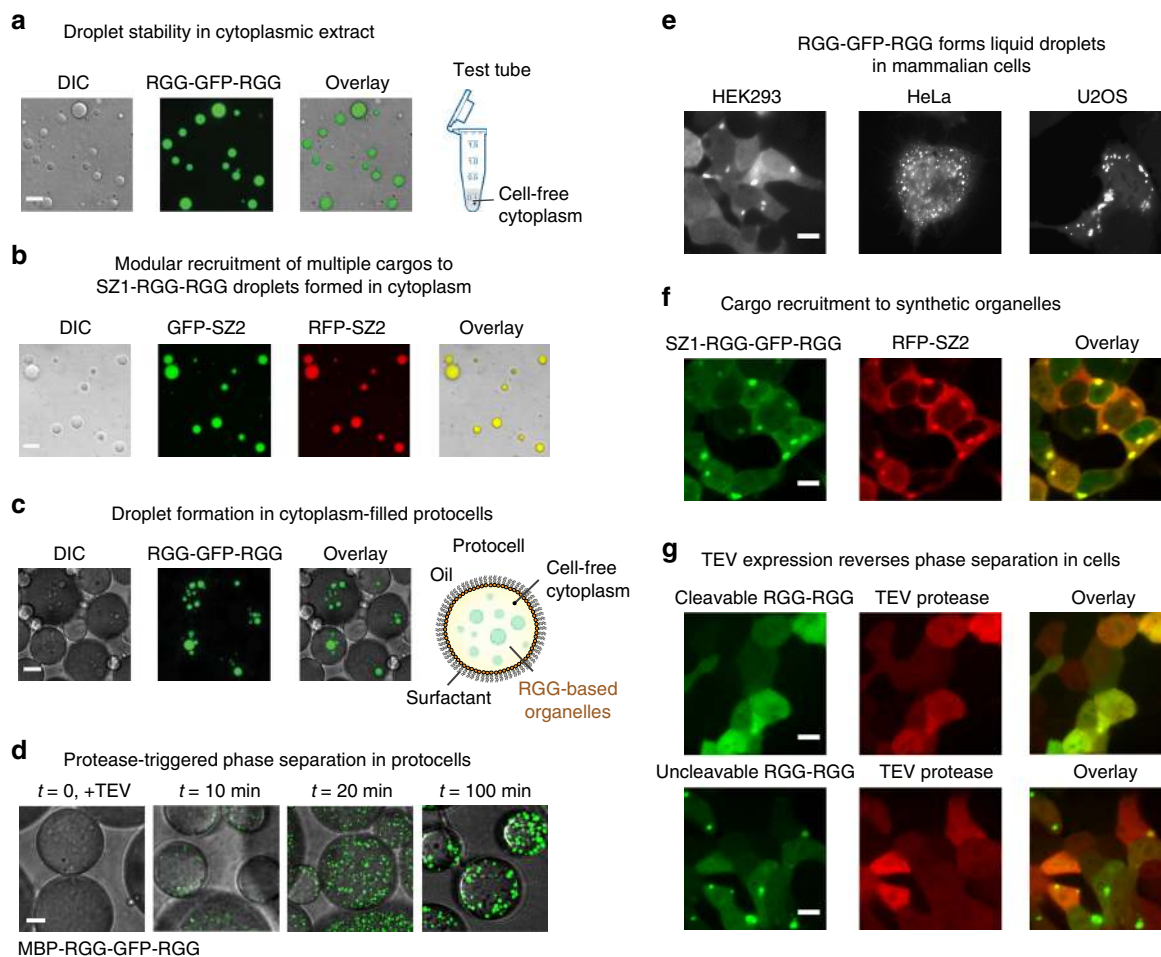 a
Droplet stability in cytoplasmic extract
DIC
RGG-GFP-RGG
Overlay
Test tube
Cell-free
cytoplasm
b
Modular recruitment of multiple cargos to
SZ1-RGG-RGG droplets formed in cytoplasm
DIC
GFP-SZ2
RFP-SZ2
Overlay
c
Droplet formation in cytoplasm-filled protocells
DIC
RGG-GFP-RGG
Overlay
Protocell
Oil
Cell-free
cytoplasm
Surfactant
RGG-based
organelles
d
Protease-triggered phase separation in protocells
t = 0, +TEV
t = 10 min
t = 20 min
t = 100 min
MBP-RGG-GFP-RGG
e
RGG-GFP-RGG forms liquid droplets
in mammalian cells
HEK293
HeLa
U2OS
f
Cargo recruitment to synthetic organelles
SZ1-RGG-GFP-RGG
RFP-SZ2
Overlay
g
TEV expression reverses phase separation in cells
Cleavable RGG-RGG
TEV protease
Overlay
Uncleavable RGG-RGG
TEV protease
Overlay